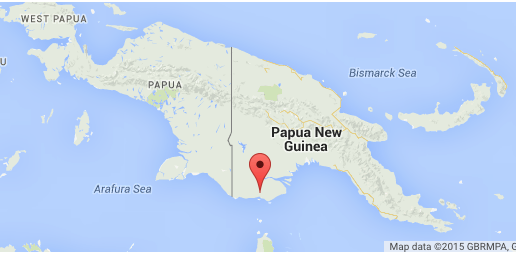 WEST PAPUA
U
PAPUA
Bismarck Sea
Papua New
Guinea
Arafura Sea
Map data ©2015 GBRMPA, G